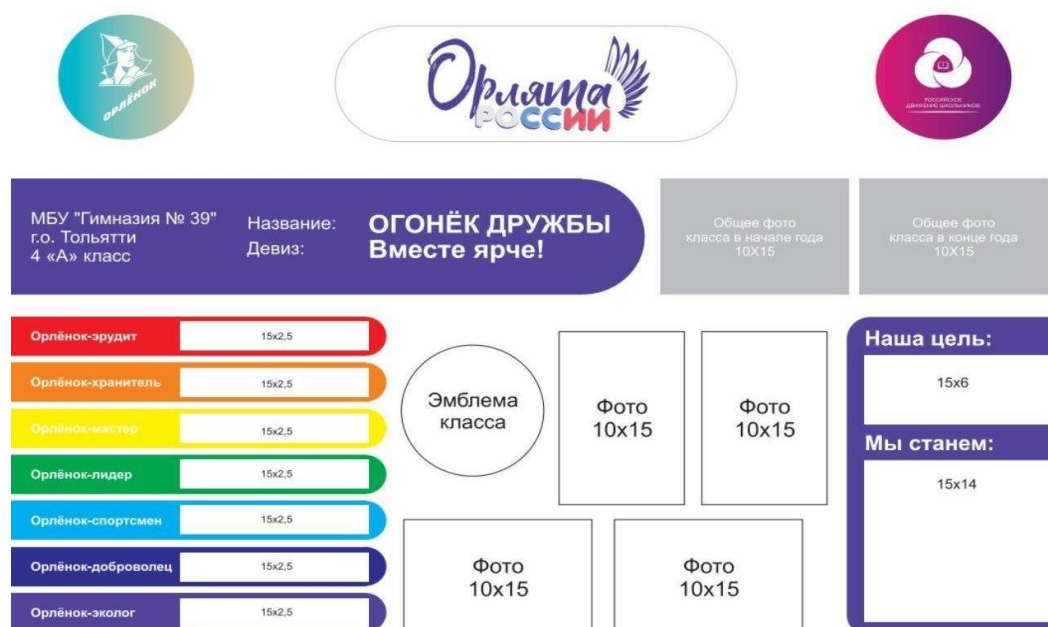 ОРЛЁНОК
Орлята
РОССИИ
РОССИЙСКОЕ
ДВИЖЕНИЕ ШКОЛЬНИКОВ
МБУ "Гимназия № 39"
г.о. Тольятти
4 «А» класс
Название:
Девиз:
ОГОНЁК ДРУЖБЫ
Вместе ярче!
Общее фото
класса в начале года
10Х15
Общее фото
класса в конце года
10Х15
Орлёнок-эрудит
15х2,5
Орлёнок-хранитель
15х2,5
Орлёнок-мастер
15х2,5
Орлёнок-лидер
15х2,5
Орлёнок-спортсмен
15х2,5
Орлёнок-доброволец
15х2,5
Орлёнок-эколог
15х2,5
Эмблема
класса
Фото
10х15
Фото
10х15
Фото
10х15
Фото
10х15
Наша цель:
15х6
Мы станем:
15х14